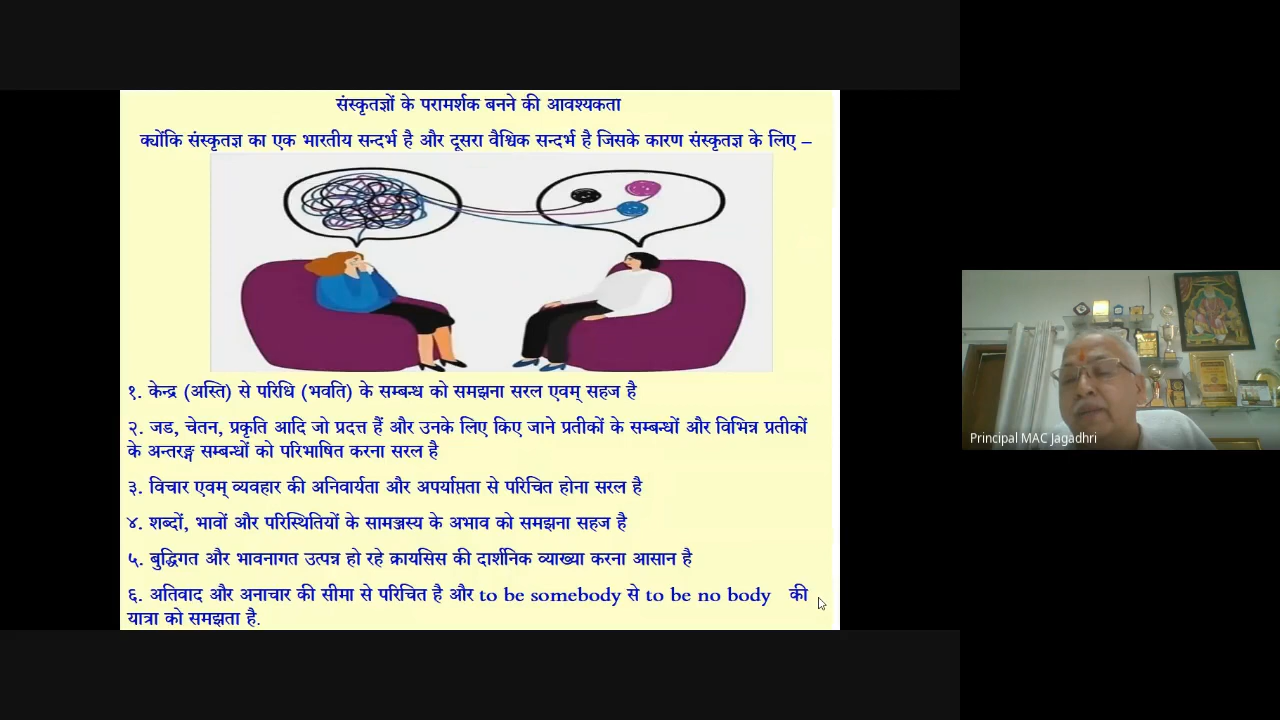 संस्कृतज्ञों के परामर्शक बनने की आवश्यकता
क्योंकि संस्कृतज्ञ का एक भारतीय सन्दर्भ है और दूसरा वैश्विक सन्दर्भ है जिसके कारण संस्कृतज्ञ के लिए –
१. केन्द्र (अस्ति) से परिधि (भवति) के सम्बन्ध को समझना सरल एवम् सहज है
२. जड, चेतन, प्रकृति आदि जो प्रदत्त हैं और उनके लिए किए जाने प्रतीकों के सम्बन्धों और विभिन्न प्रतीकों
के अन्तरङ्ग सम्बन्धों को परिभाषित करना सरल है
३. विचार एवम् व्यवहार की अनिवार्यता और अपर्याप्तता से परिचित होना सरल है
४. शब्दों, भावों और परिस्थितियों के सामञ्जस्य के अभाव को समझना सहज है
५. बुद्धिगत और भावनागत उत्पन्न हो रहे क्रायसिस की दार्शनिक व्याख्या करना आसान है
६. अतिवाद और अनाचार की सीमा से परिचित है और to be somebody से to be no body की
यात्रा को समझता है.
Principal MAC Jagadhri